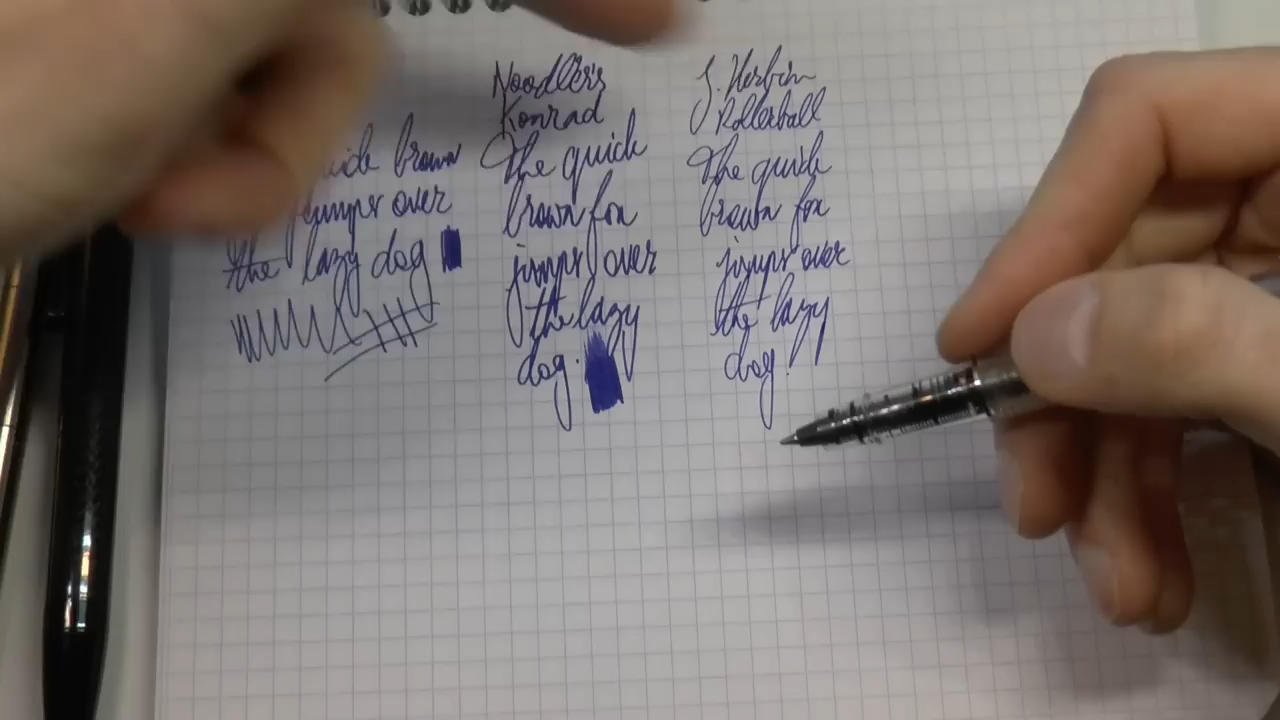 brown
jumps over
the lazy dog
Noodler's
Konrad
The quick
brown fox
jumps over
the lazy
dog.
J. Herbin
Rollerball
The quick
brown fox
jumps over
the lazy
dog.